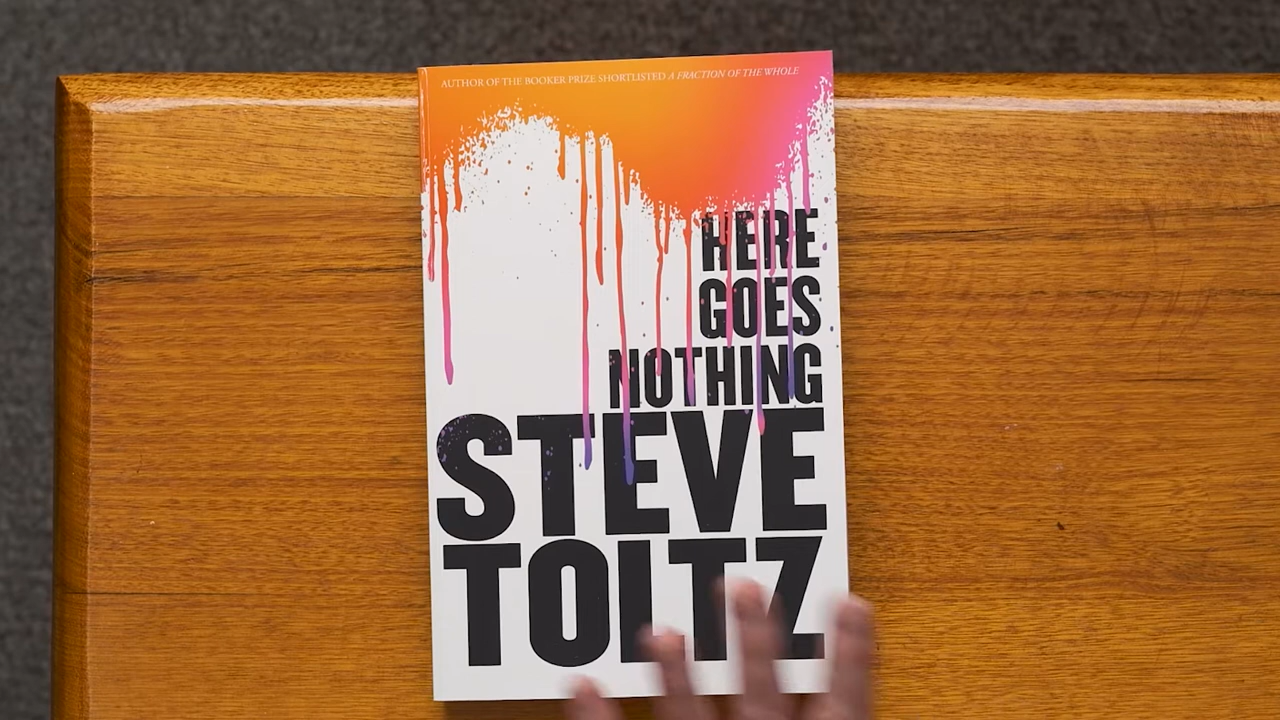 AUTHOR OF THE BOOKER PRIZE SHORTLISTED A FRACTION OF THE WHOLE
HERE
GOES
NOTHING
STEVE
TOLTZ